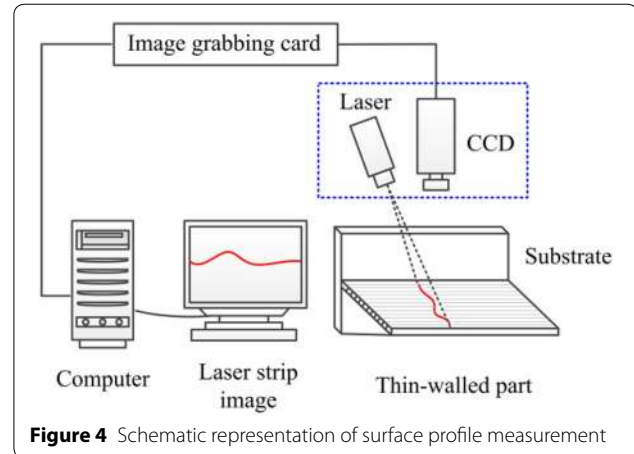 Image grabbing card
Laser
CCD
Substrate
Computer
Laser strip
image
Thin-walled part
Figure 4 Schematic representation of surface profile measurement